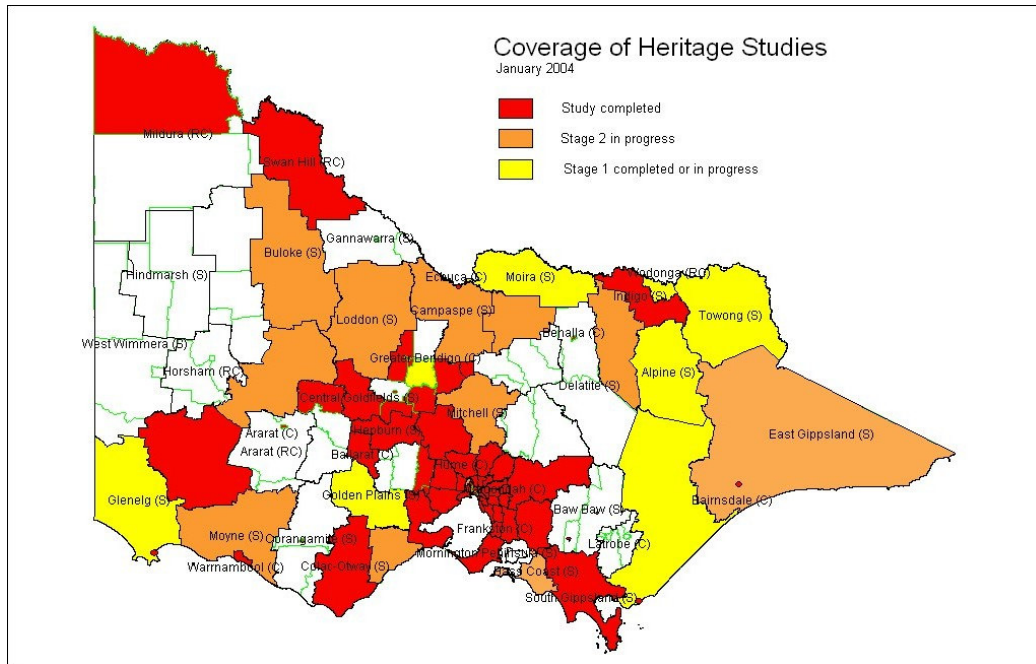 Coverage of Heritage Studies
January 2004
Study completed
Stage 2 in progress
Stage 1 completed or in progress
Mildura (RC)
Swan Hill (RC)
Gannawarra (S)
Buloke (S)
Hindmarsh (S)
Echuca (C)
Moira (S)
Wodonga (RC)
Indigo (S)
Towong (S)
Campaspe (S)
Loddon (S)
Benalla (C)
West Wimmera (S)
Horsham (RC)
Greater Bendigo (C)
Delatite (S)
Alpine (S)
Central Goldfields (S)
Mitchell (S)
Ararat (C)
Hepburn (S)
East Gippsland (S)
Ararat (RC)
Ballarat (C)
Hume (C)
Glenelg (S)
Golden Plains (S)
Bairnsdale (C)
Baw Baw (S)
Moyne (S)
Corangamite (S)
Frankston (C)
Latrobe (C)
Mornington Peninsula (S)
Warrnambool (C)
Colac-Otway (S)
Bass Coast (S)
South Gippsland (S)